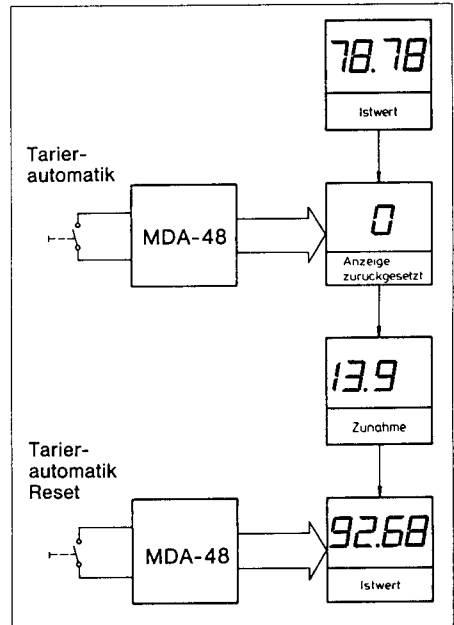 78.78
Istwert
Tarier-
automatik
MDA-48
0
Anzeige
zuruckgesetzt
13.9
Zunahme
Tarier-
automatik
Reset
MDA-48
92.68
Istwert